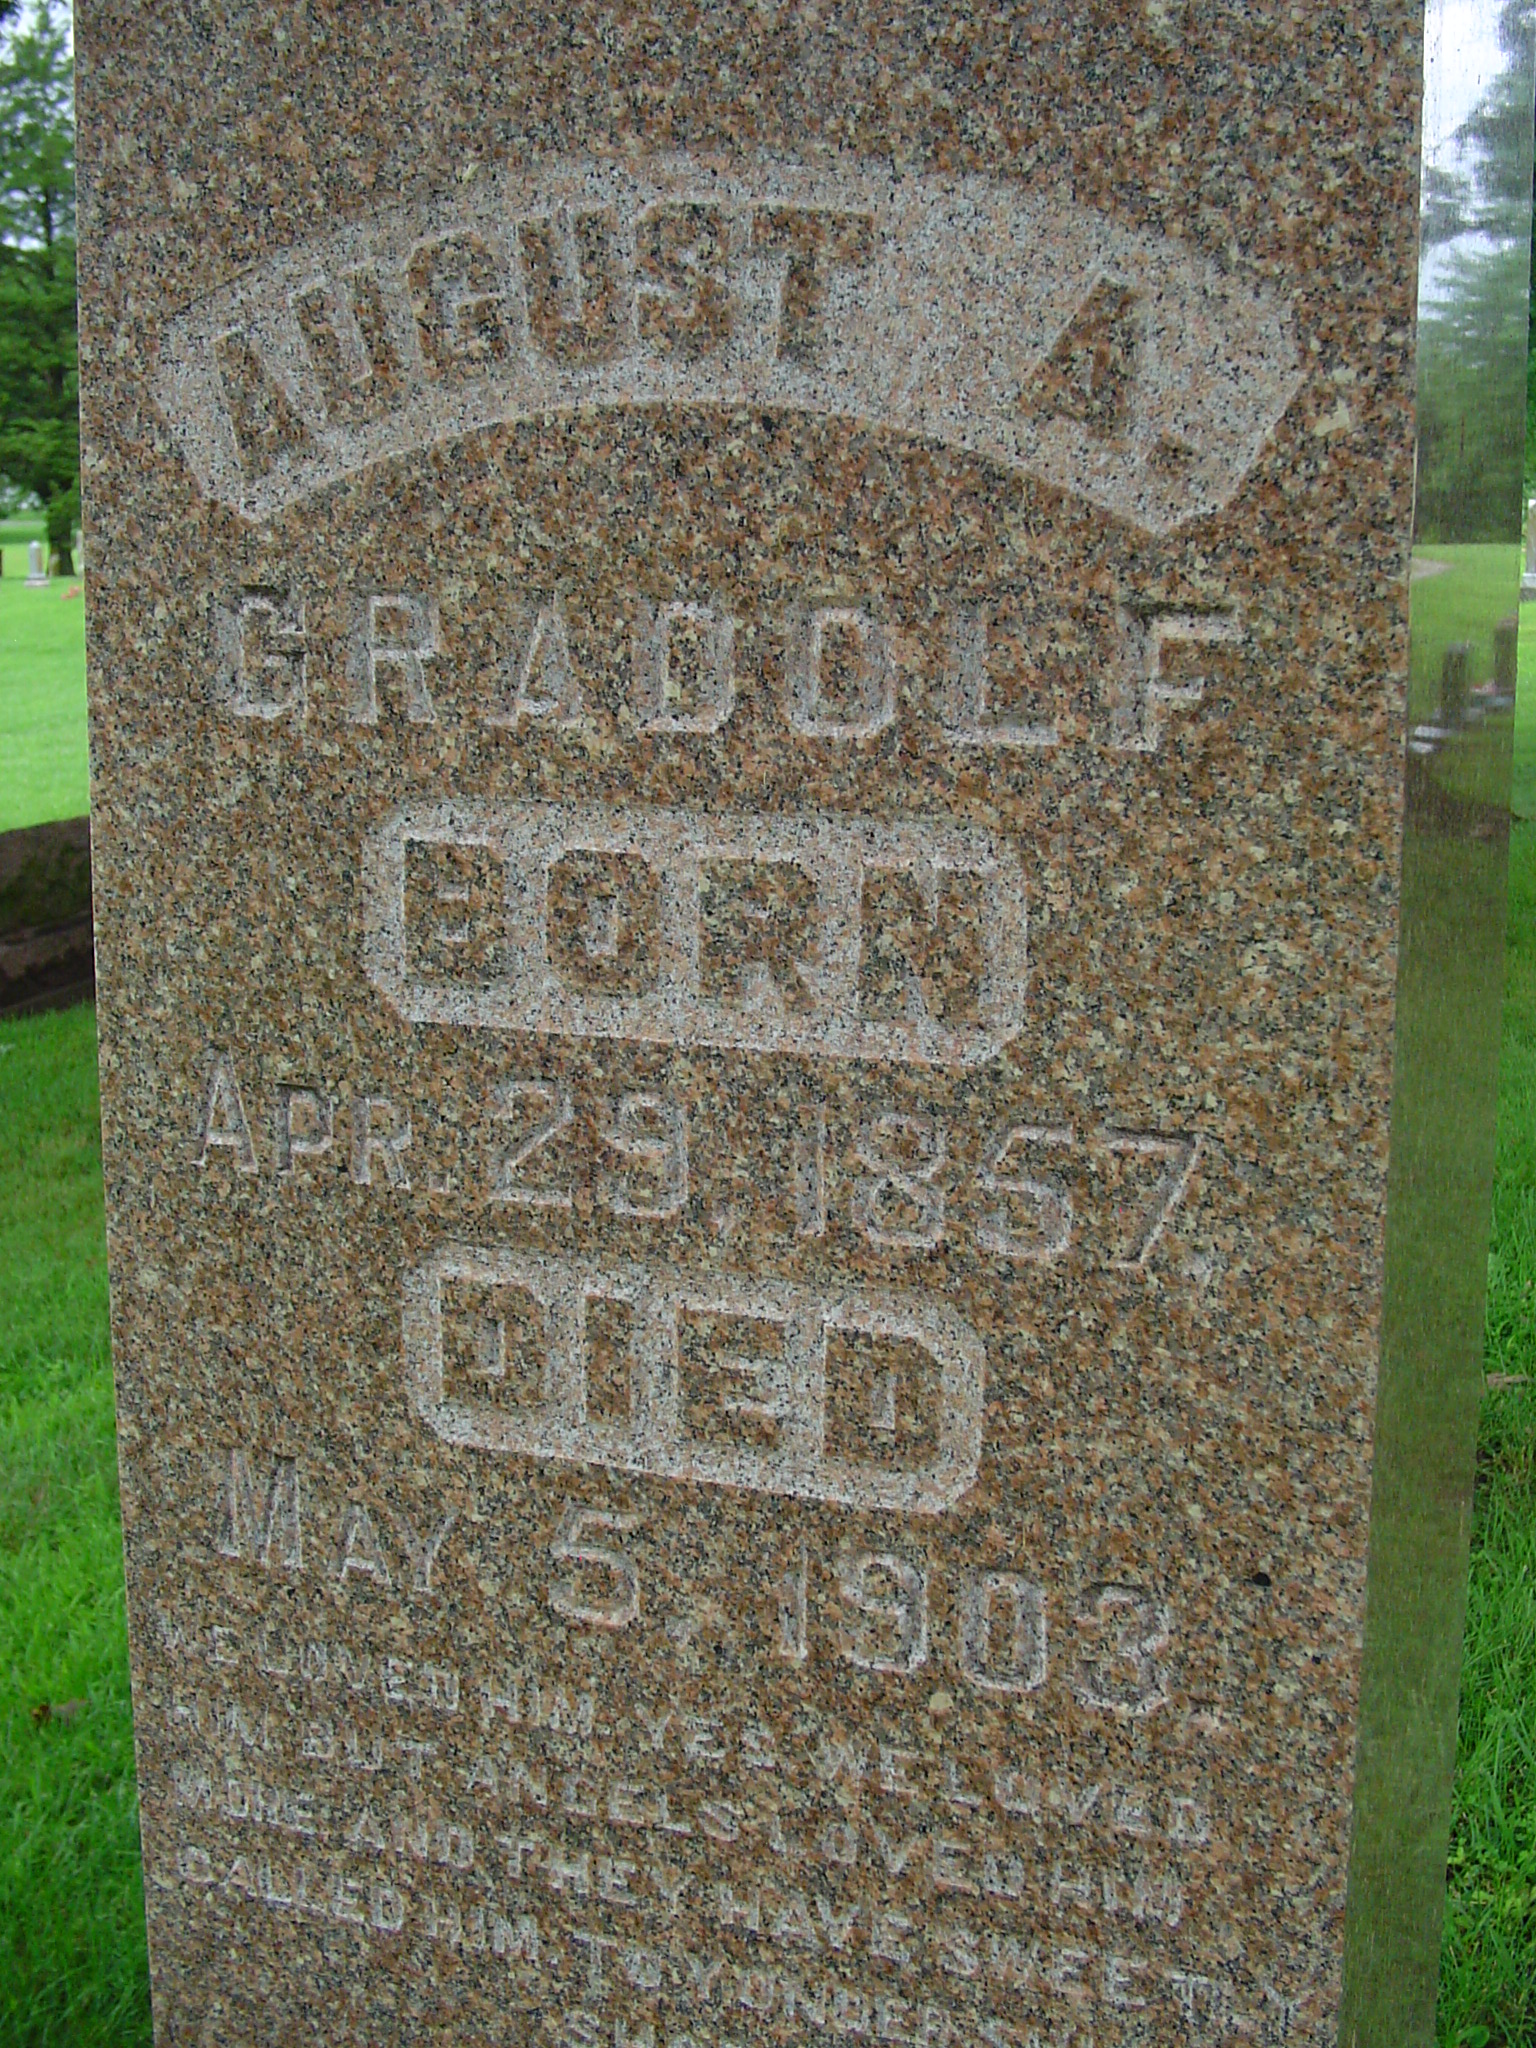 AUGUST A.
GRADOLF
BORN
APR. 29, 1857,
DIED
MAY 5, 1903,
WE LOVED HIM. YES WE LOVED
HIM BUT ANGELS LOVED HIM
MORE AND THEY HAVE SWEETLY
CALLED HIM TO YONDER